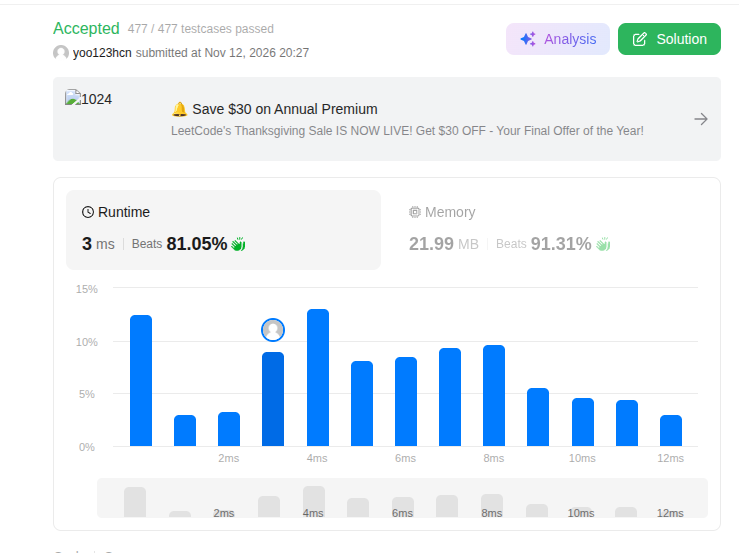 Accepted 477 / 477 testcases passed
yoo123hcn submitted at Nov 12, 2026 20:27
Analysis
Solution
1024
🔔 Save $30 on Annual Premium
LeetCode's Thanksgiving Sale IS NOW LIVE! Get $30 OFF - Your Final Offer of the Year!
Runtime
3 ms Beats 81.05%
Memory
21.99 MB Beats 91.31%
15%
10%
5%
0%
2ms 4ms 6ms 8ms 10ms 12ms
2ms 4ms 6ms 8ms 10ms 12ms